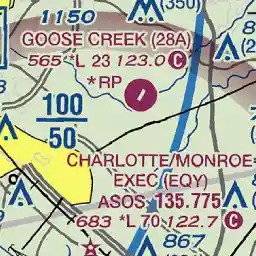 1150
(350)
GOOSE CREEK (28A)
565 *L 23 123.0 C
*RP
100
50
CHARLOTTE/MONROE
EXEC (EQY)
ASOS 135.775
683 *L 70 122.7 C
867